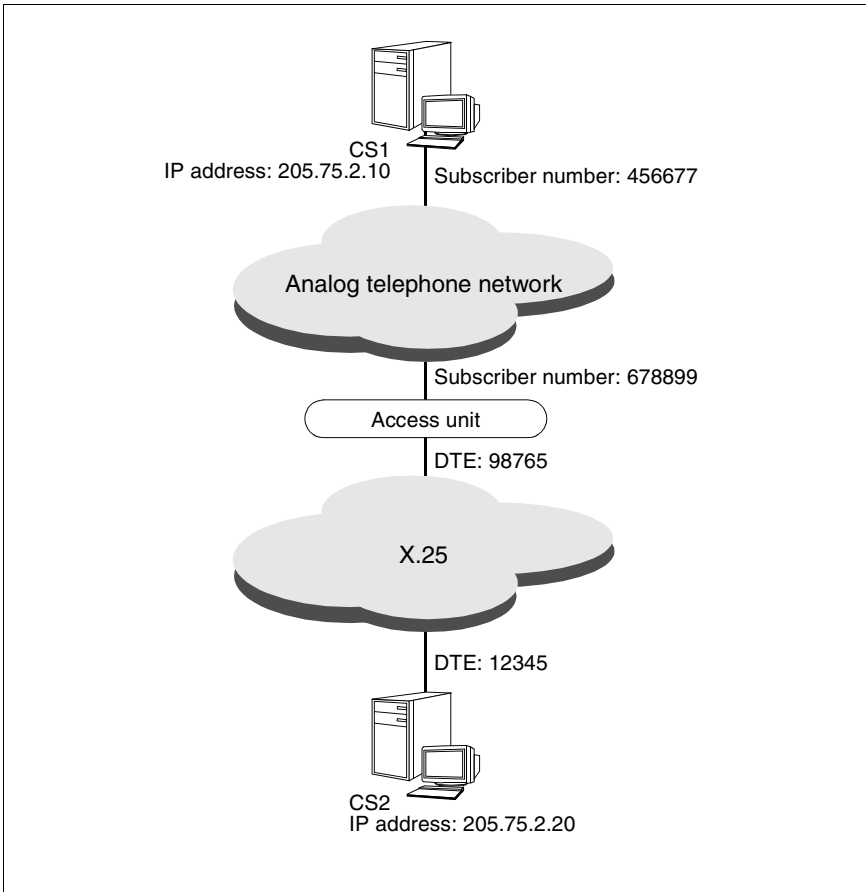 CS1
IP address: 205.75.2.10
Subscriber number: 456677
Analog telephone network
Subscriber number: 678899
Access unit
DTE: 98765
X.25
DTE: 12345
CS2
IP address: 205.75.2.20